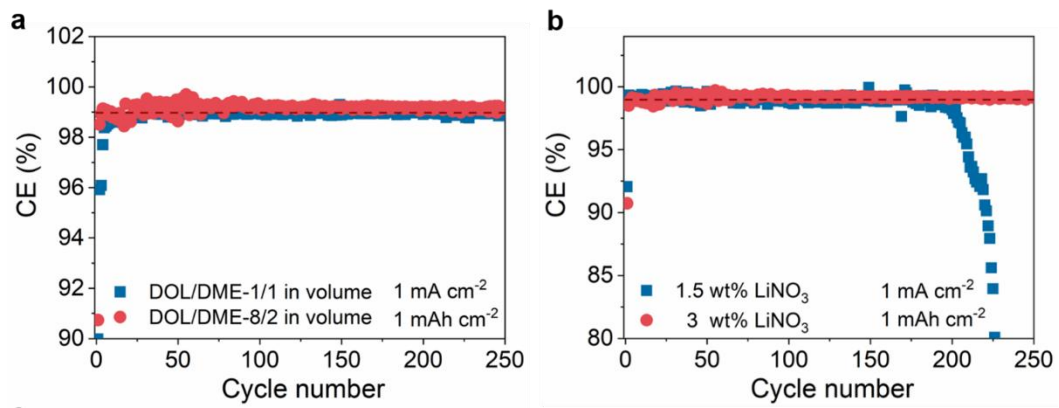 a
102
100
98
96
94
92
90
CE (%)
DOL/DME-1/1 in volume 1 mA cm⁻²
DOL/DME-8/2 in volume 1 mAh cm⁻²
0 50 100 150 200 250
Cycle number
b
100
95
90
85
80
CE (%)
1.5 wt% LiNO₃ 1 mA cm⁻²
3 wt% LiNO₃ 1 mAh cm⁻²
0 50 100 150 200 250
Cycle number